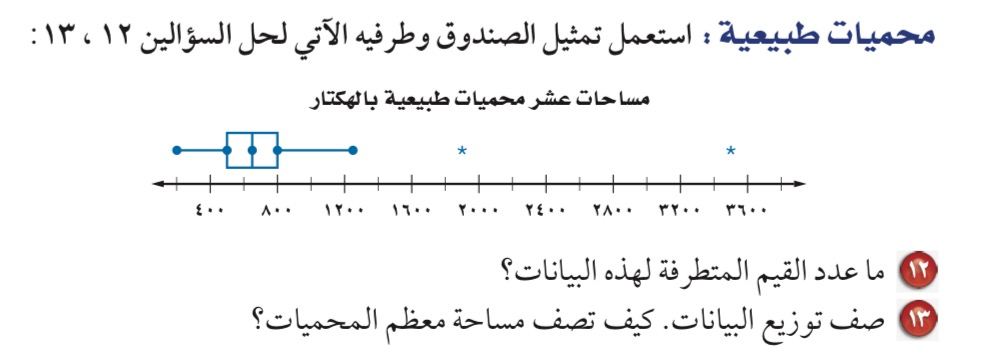 محميات طبيعية : استعمل تمثيل الصندوق وطرفيه الآتي لحل السؤالين ١٢ ، ١٣ :
مساحات عشر محميات طبيعية بالهكتار
* *
٤٠٠ ٨٠٠ ١٢٠٠ ١٦٠٠ ٢٠٠٠ ٢٤٠٠ ٢٨٠٠ ٣٢٠٠ ٣٦٠٠
١٢ ما عدد القيم المتطرفة لهذه البيانات؟
١٣ صف توزيع البيانات. كيف تصف مساحة معظم المحميات؟